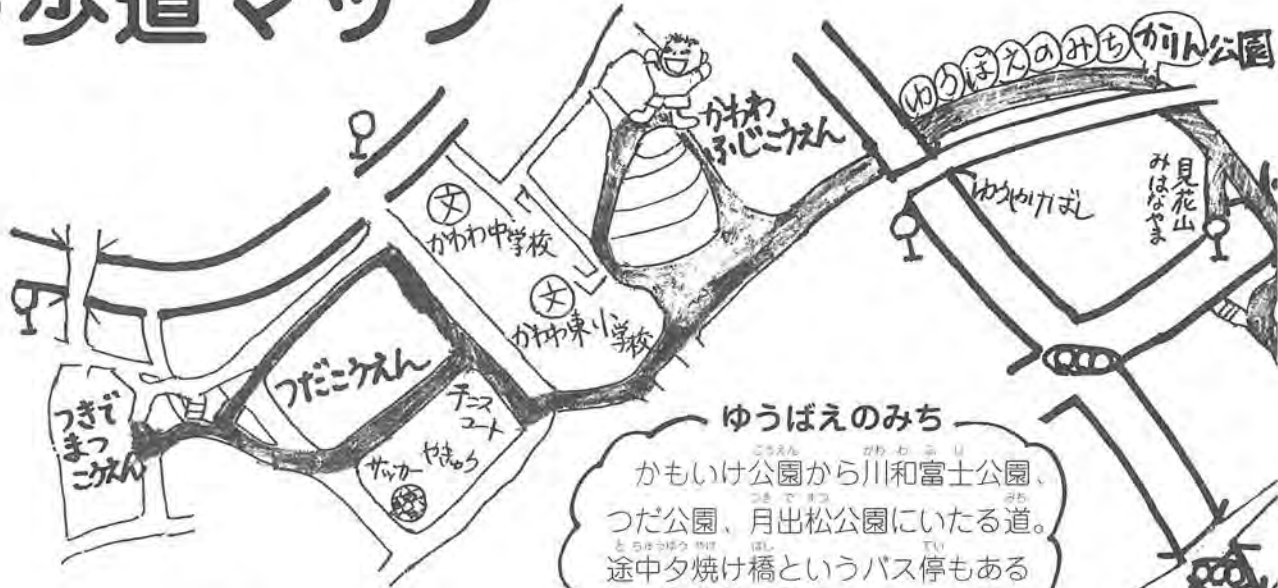 歩道マップ
ゆうばえのみち
かりん公園
かわわ
ふじこうえん
ゆうやけばし
見花山
みはなやま
文
かわわ中学校
文
かわわ東小学校
つだこうえん
テニス
コート
サッカー
やきゅう
つきで
まつ
こうえん
ゆうばえのみち
かもいけ公園から川和富士公園、
つだ公園、月出松公園にいたる道。
途中夕焼け橋というバス停もある